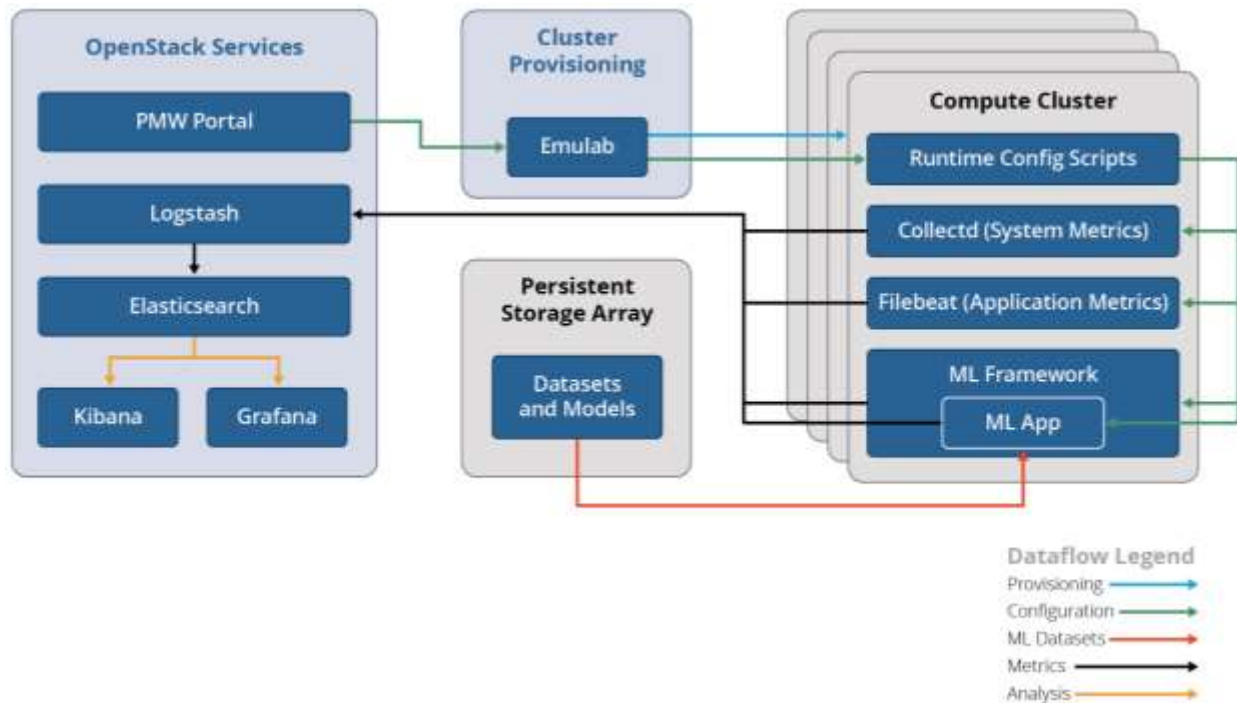 OpenStack Services
PMW Portal
Logstash
Elasticsearch
Kibana
Grafana
Cluster
Provisioning
Emulab
Persistent
Storage Array
Datasets
and Models
Compute Cluster
Runtime Config Scripts
Collectd (System Metrics)
Filebeat (Application Metrics)
ML Framework
ML App
Dataflow Legend
Provisioning
Configuration
ML Datasets
Metrics
Analysis